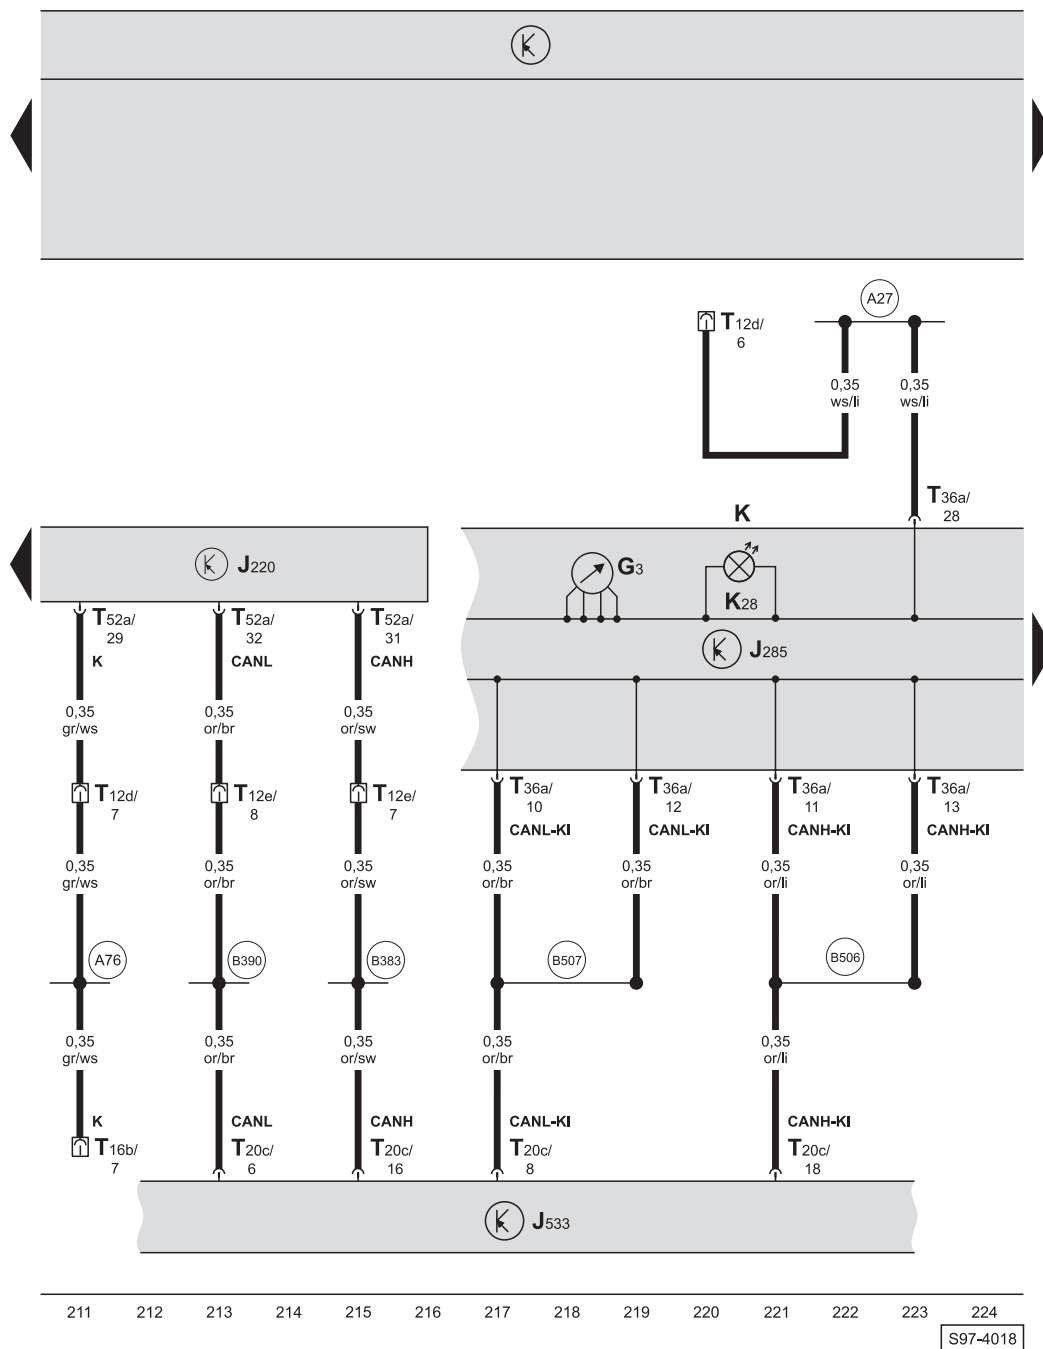 A27
T12d/
6
0,35 0,35
ws/li ws/li
T36a/
28
K
J220
G3
K28
J285
T52a/ T52a/ T52a/
29 32 31
K CANL CANH
0,35 0,35 0,35
gr/ws or/br or/sw
T12d/ T12e/ T12e/
7 8 7
T36a/ T36a/ T36a/ T36a/
10 12 11 13
CANL-KI CANL-KI CANH-KI CANH-KI
0,35 0,35 0,35 0,35 0,35 0,35 0,35
gr/ws or/br or/sw or/br or/br or/li or/li
A76 B390 B383 B507 B506
0,35 0,35 0,35 0,35 0,35
gr/ws or/br or/sw or/br or/li
K CANL CANH CANL-KI CANH-KI
T16b/ T20c/ T20c/ T20c/ T20c/
7 6 16 8 18
J533
211 212 213 214 215 216 217 218 219 220 221 222 223 224
S97-4018